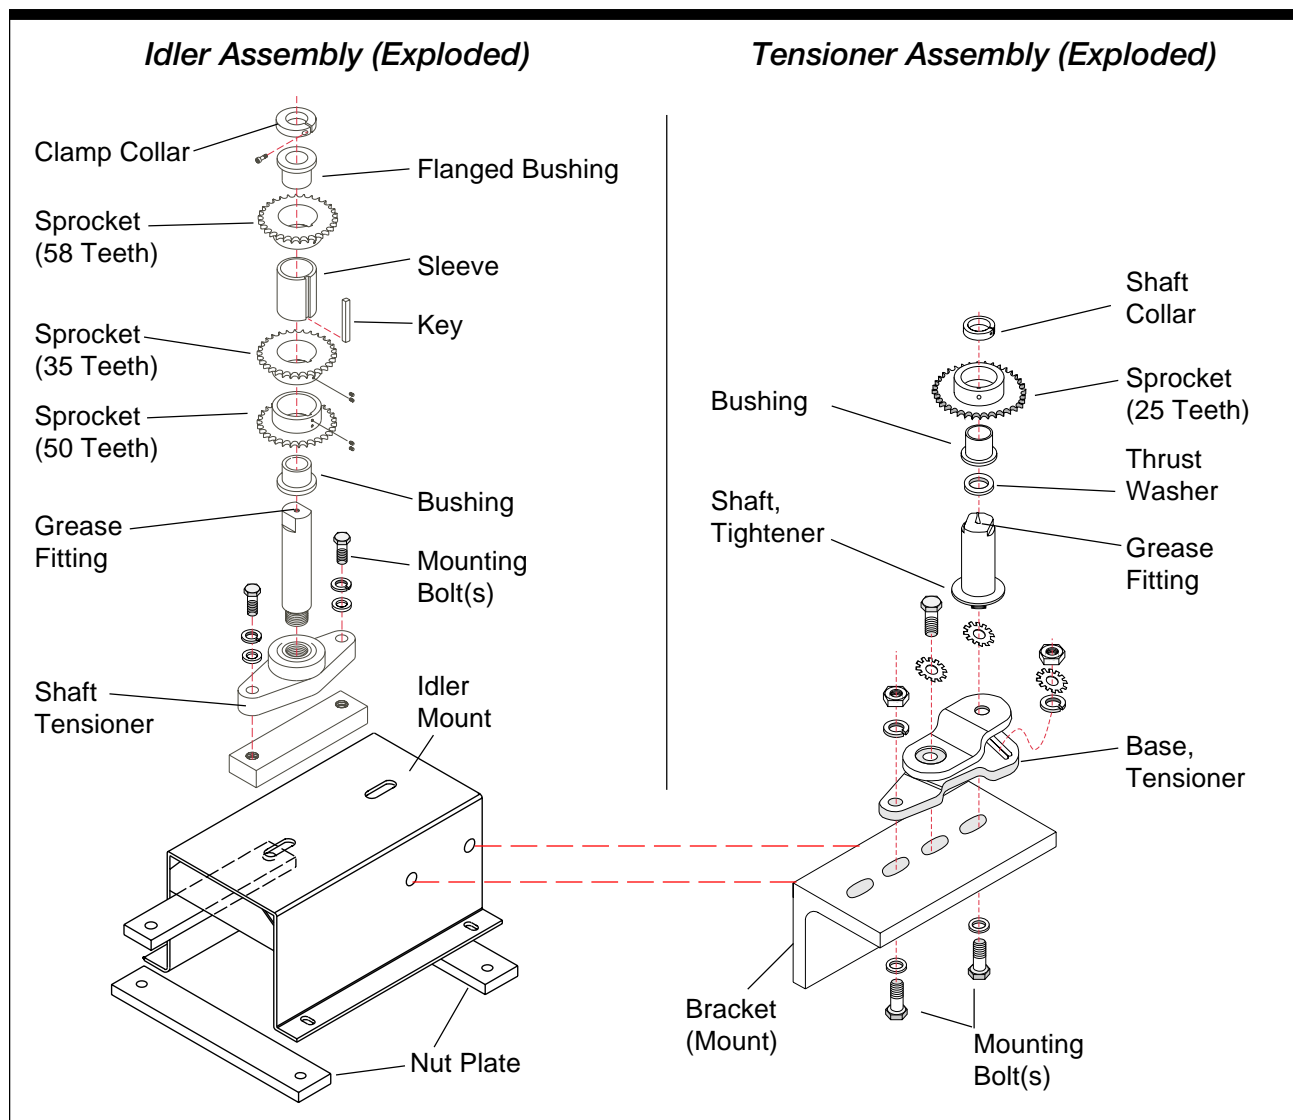 Idler Assembly (Exploded)
Clamp Collar
Flanged Bushing
Sprocket
(58 Teeth)
Sleeve
Key
Sprocket
(35 Teeth)
Sprocket
(50 Teeth)
Bushing
Grease
Fitting
Mounting
Bolt(s)
Shaft
Tensioner
Idler
Mount
Nut Plate
Tensioner Assembly (Exploded)
Shaft
Collar
Sprocket
(25 Teeth)
Bushing
Thrust
Washer
Shaft,
Tightener
Grease
Fitting
Base,
Tensioner
Bracket
(Mount)
Mounting
Bolt(s)